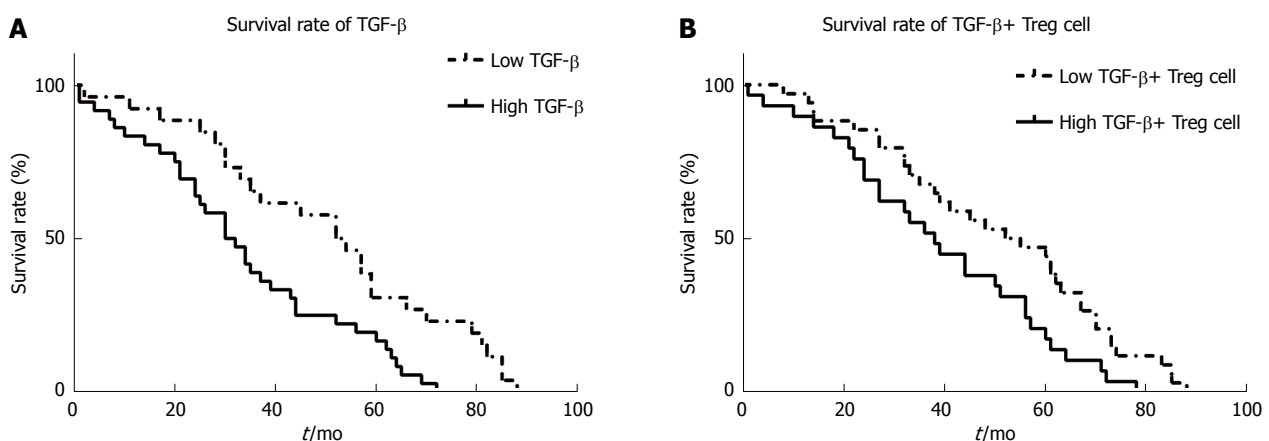 A
Survival rate of TGF-β
Low TGF-β
High TGF-β
Survival rate (%)
100
50
0
0 20 40 60 80 100
t/mo
B
Survival rate of TGF-β+ Treg cell
Low TGF-β+ Treg cell
High TGF-β+ Treg cell
Survival rate (%)
100
50
0
0 20 40 60 80 100
t/mo